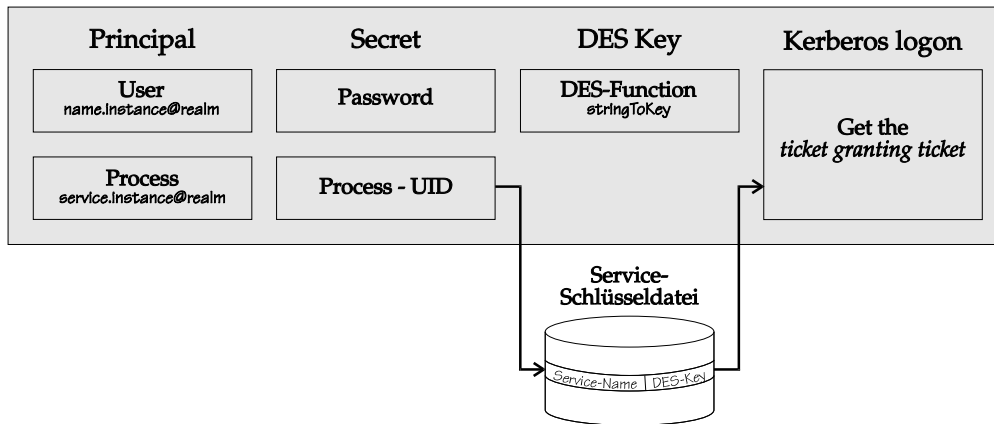 Principal
Secret
DES Key
Kerberos logon
User
name.instance@realm
Password
DES-Function
stringToKey
Get the
ticket granting ticket
Process
service.instance@realm
Process - UID
Service-
Schlüsseldatei
Service-Name
DES-Key